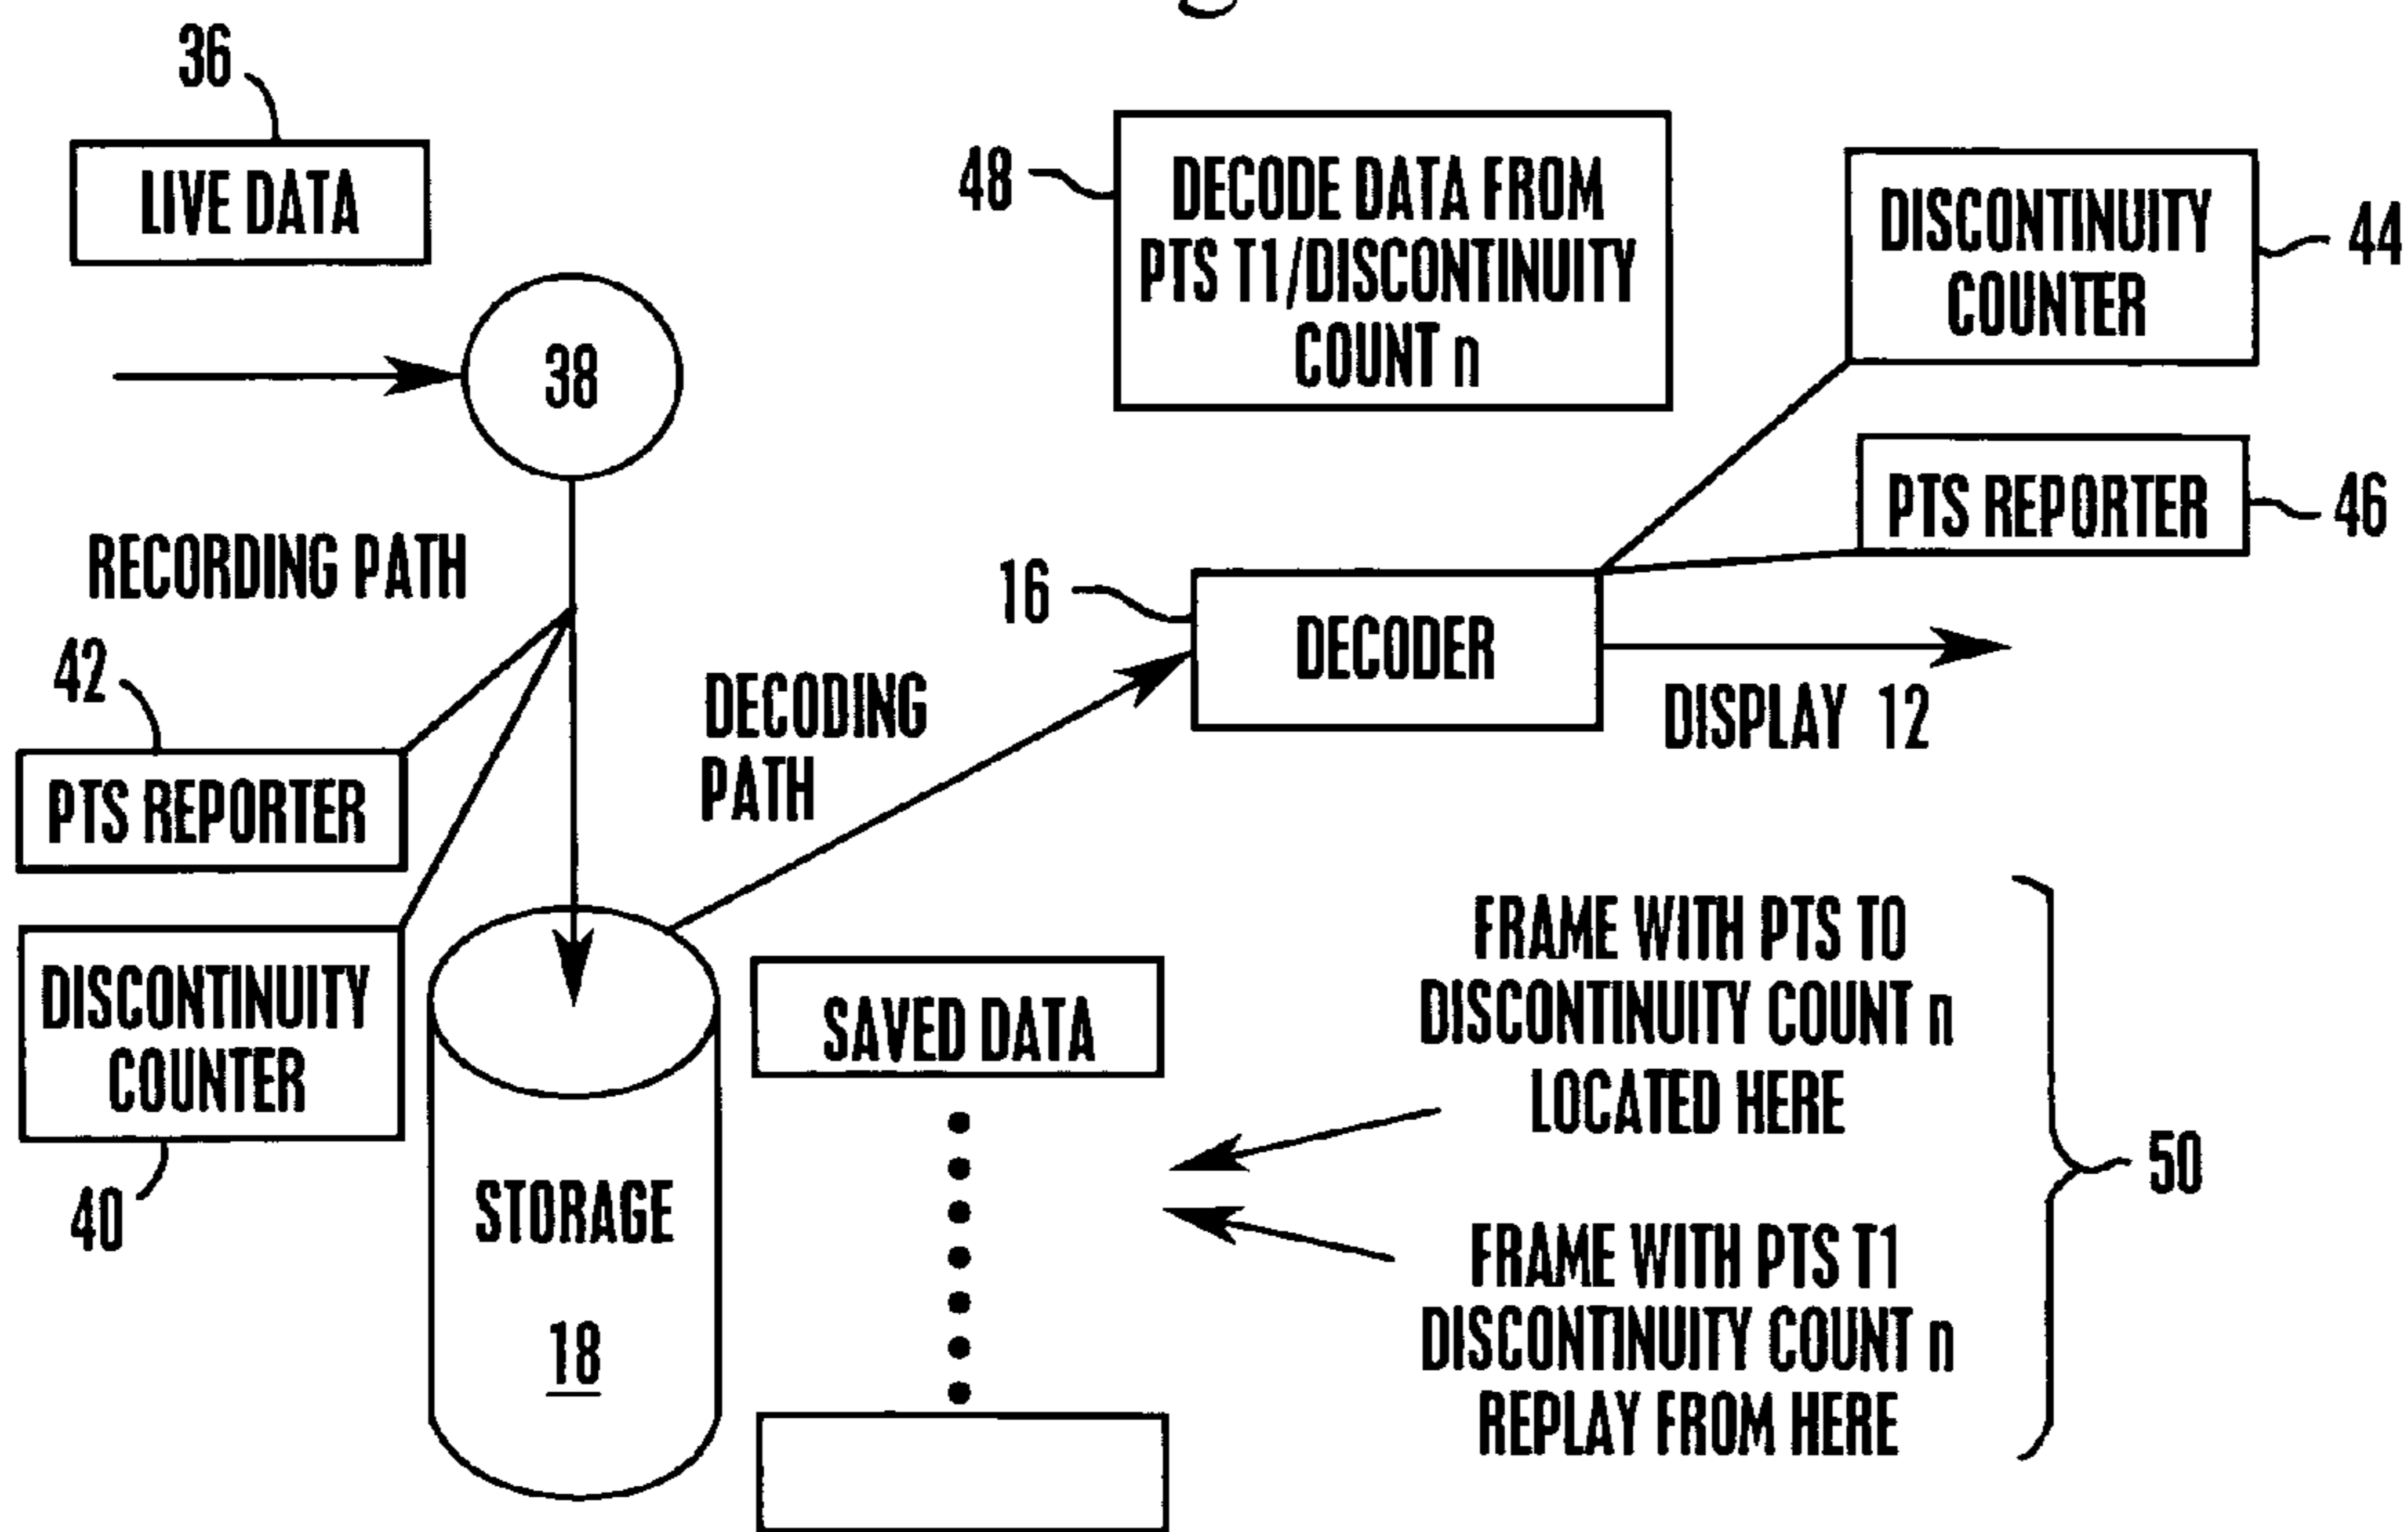 36
LIVE DATA
38
RECORDING PATH
42
PTS REPORTER
DISCONTINUITY
COUNTER
40
48
DECODE DATA FROM
PTS T1/DISCONTINUITY
COUNT n
DISCONTINUITY
COUNTER
44
PTS REPORTER
46
16
DECODER
DISPLAY 12
DECODING
PATH
STORAGE
18
SAVED DATA
FRAME WITH PTS T0
DISCONTINUITY COUNT n
LOCATED HERE
FRAME WITH PTS T1
DISCONTINUITY COUNT n
REPLAY FROM HERE
50